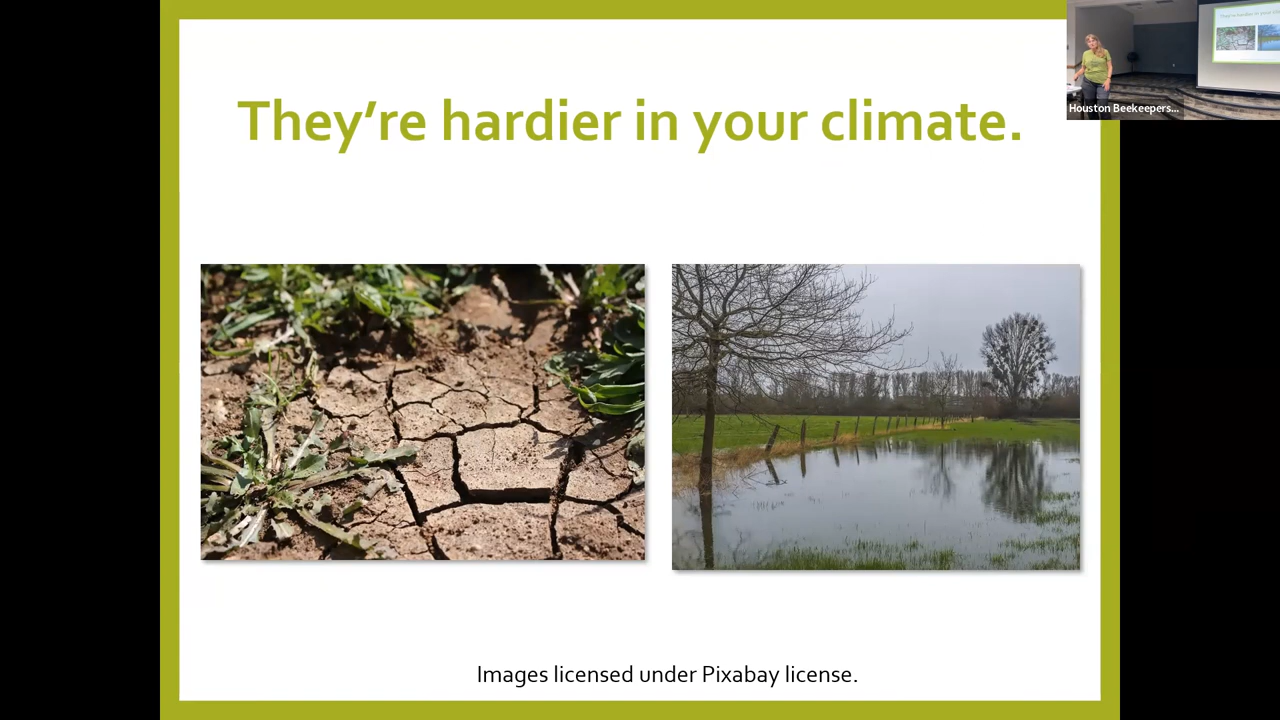 They're hardier in your climate.
Houston Beekeepers...
Images licensed under Pixabay license.